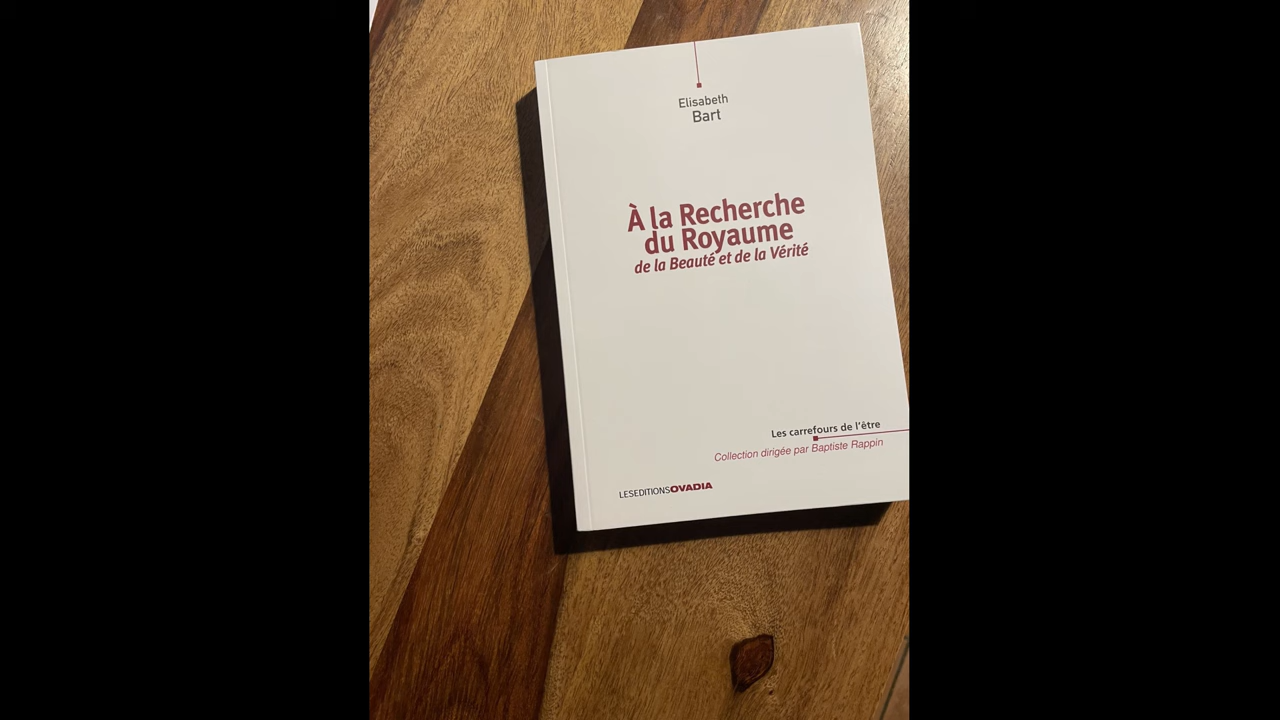 Elisabeth
Bart
À la Recherche
du Royaume
de la Beauté et de la Vérité
Les carrefours de l'être
Collection dirigée par Baptiste Rappin
LESEDITIONSOVADIA